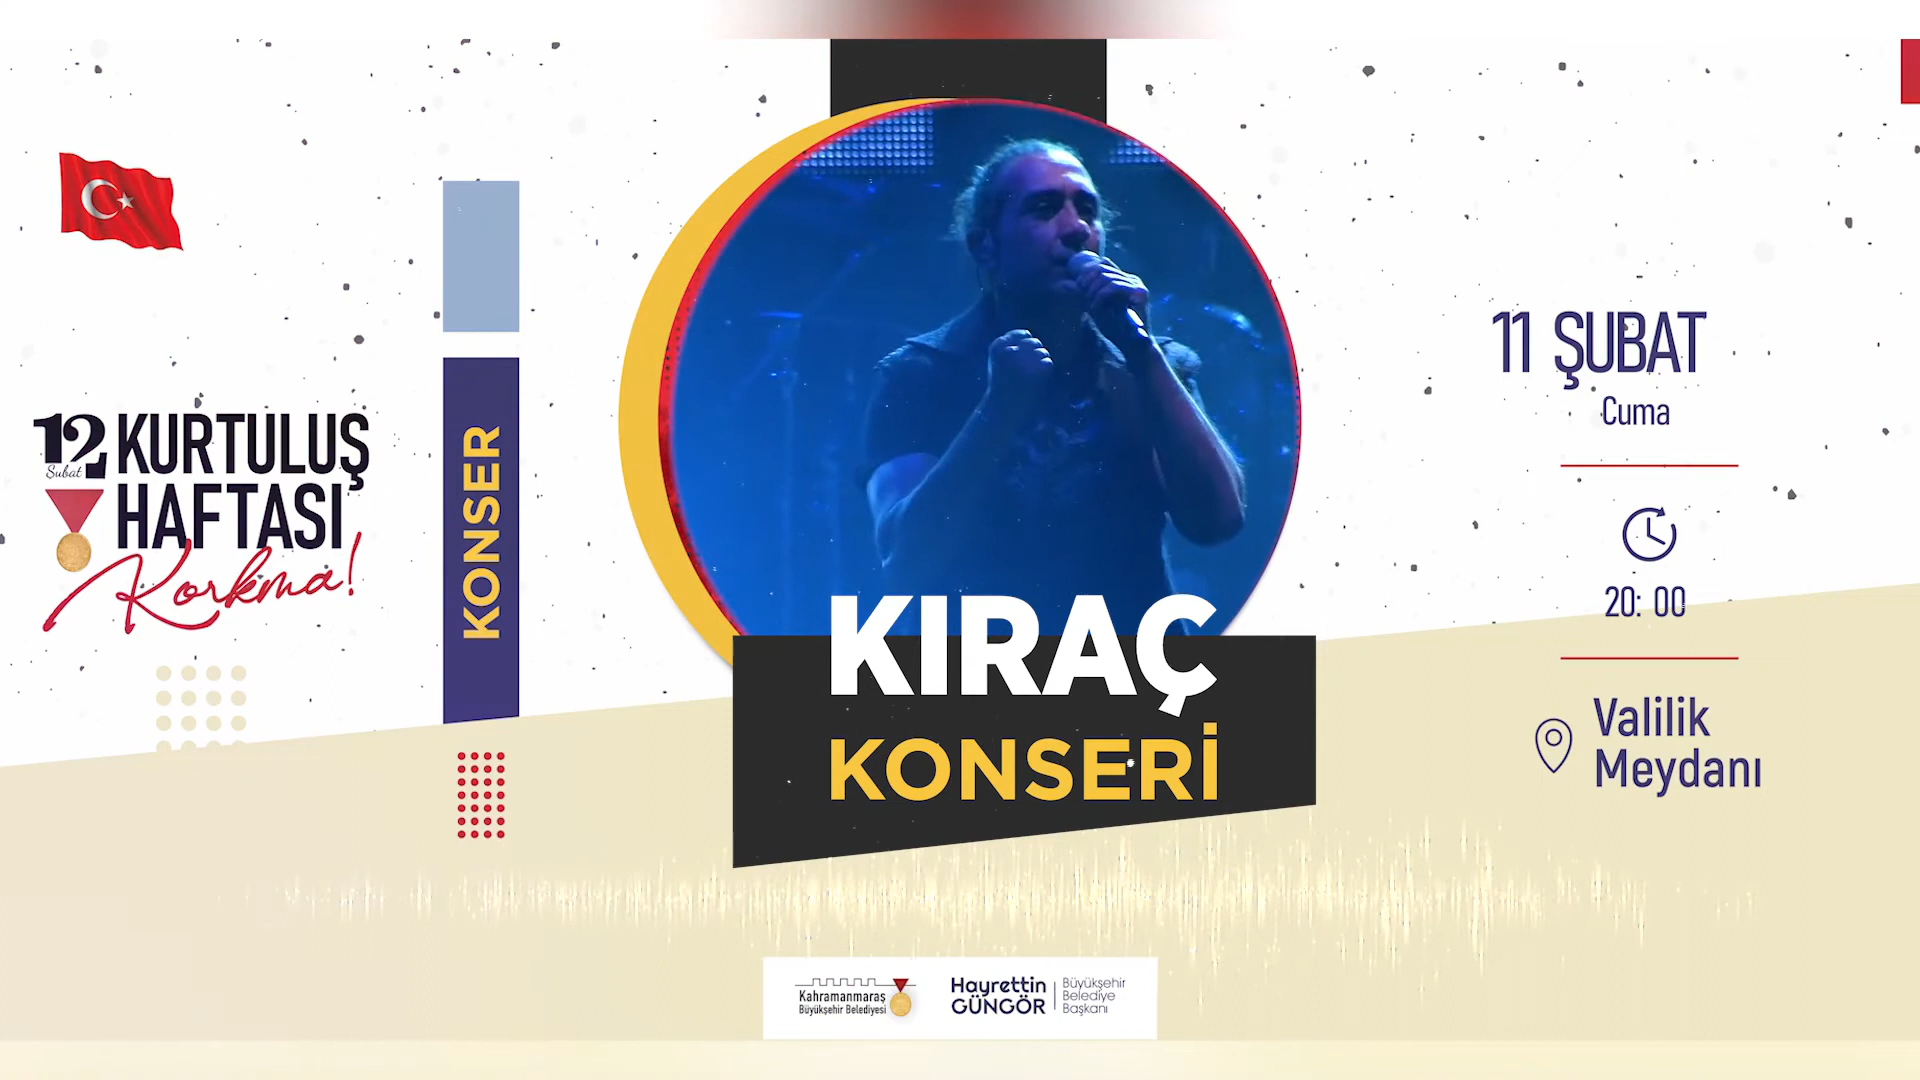 12
Şubat
KURTULUŞ
HAFTASI
Korkma!
KONSER
KIRAÇ
KONSERİ
11 ŞUBAT
Cuma
20: 00
Valilik
Meydanı
Kahramanmaraş
Büyükşehir Belediyesi
Hayrettin
GÜNGÖR
Büyükşehir
Belediye
Başkanı